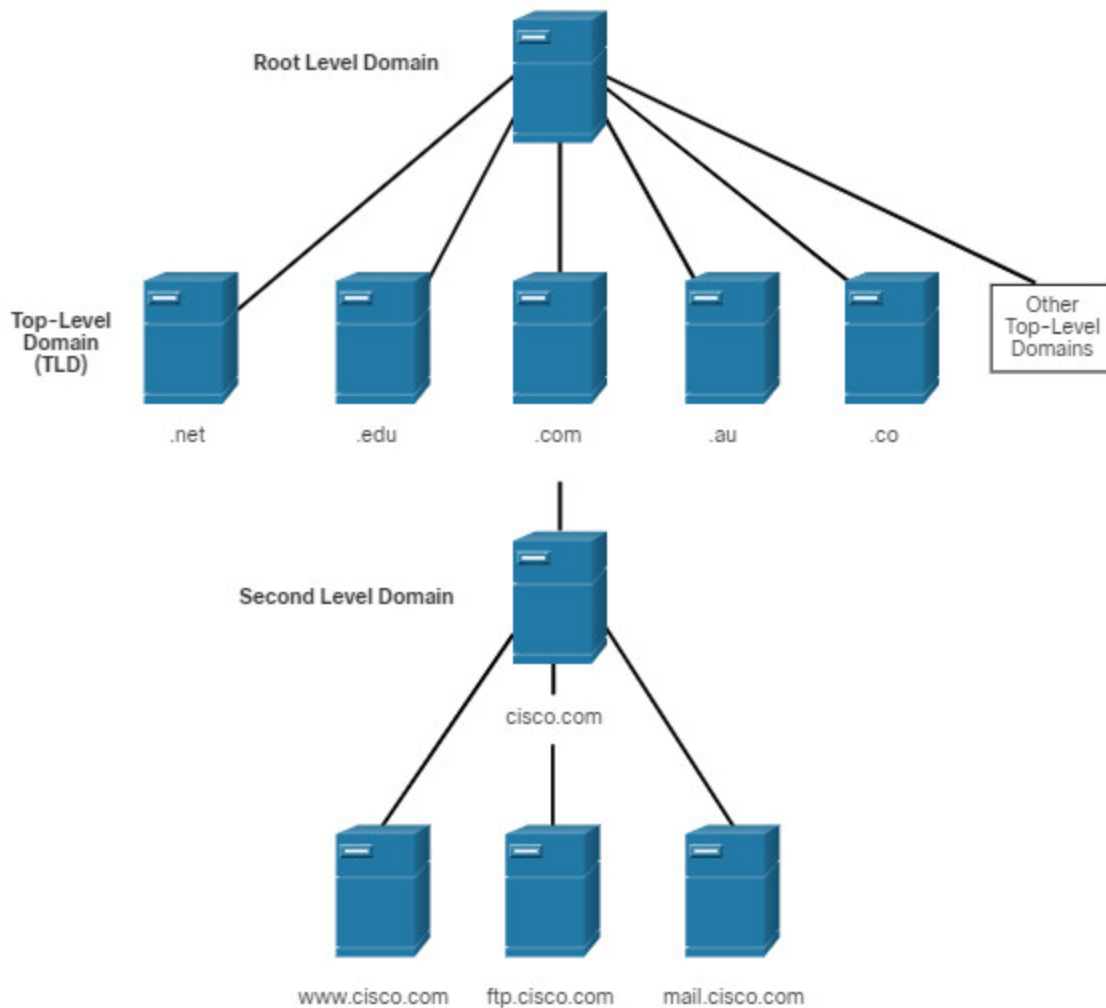 Root Level Domain
Top-Level
Domain
(TLD)
Other
Top-Level
Domains
.net
.edu
.com
.au
.co
Second Level Domain
cisco.com
www.cisco.com
ftp.cisco.com
mail.cisco.com